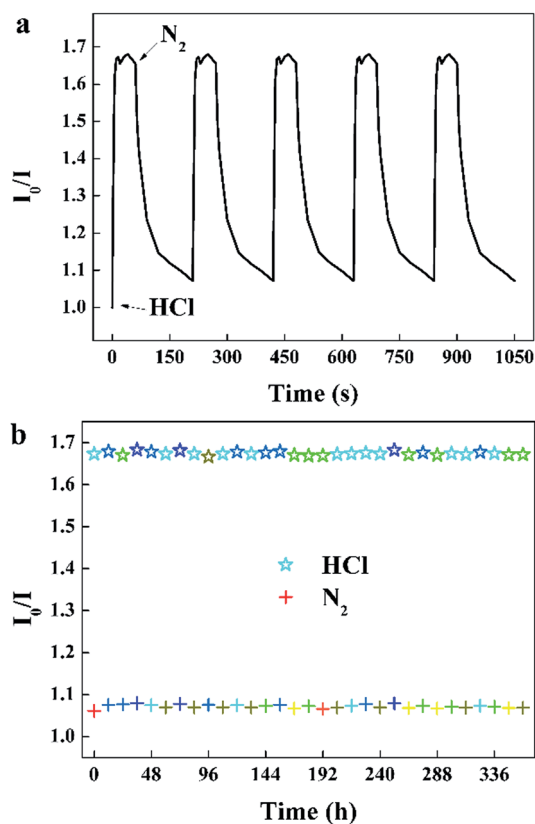 a
N2
1.7
1.6
1.5
1.4
1.3
1.2
1.1
1.0
I0/I
HCl
0 150 300 450 600 750 900 1050
Time (s)
b
1.7
1.6
1.5
1.4
1.3
1.2
1.1
1.0
I0/I
HCl
N2
0 48 96 144 192 240 288 336
Time (h)